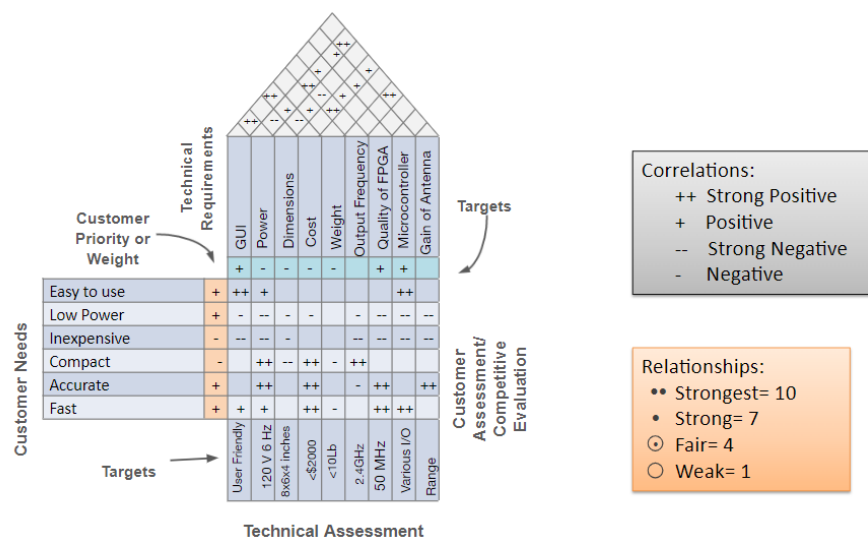 ++
+
+ +
++ + 
++ -- + ++
+ + ++
++ -- -- +
Technical
Requirements
GUI
Power
Dimensions
Cost
Weight
Output Frequency
Quality of FPGA
Microcontroller
Gain of Antenna
Customer
Priority or
Weight
Targets
+ - - - - + +
Customer Needs
Easy to use + ++ + ++
Low Power + - -- - - - - -- -- --
Inexpensive - -- -- - -- -- -- --
Compact - ++ -- ++ - ++
Accurate + ++ ++ - ++ ++
Fast + + + ++ - ++ ++
Customer
Assessment/
Competitive
Evaluation
Targets
User Friendly
120 V 6 Hz
8x6x4 inches
<$2000
<10Lb
2.4GHz
50 MHz
Various I/O
Range
Technical Assessment
Correlations:
++ Strong Positive
+ Positive
-- Strong Negative
- Negative
Relationships:
•• Strongest= 10
• Strong= 7
☉ Fair= 4
○ Weak= 1